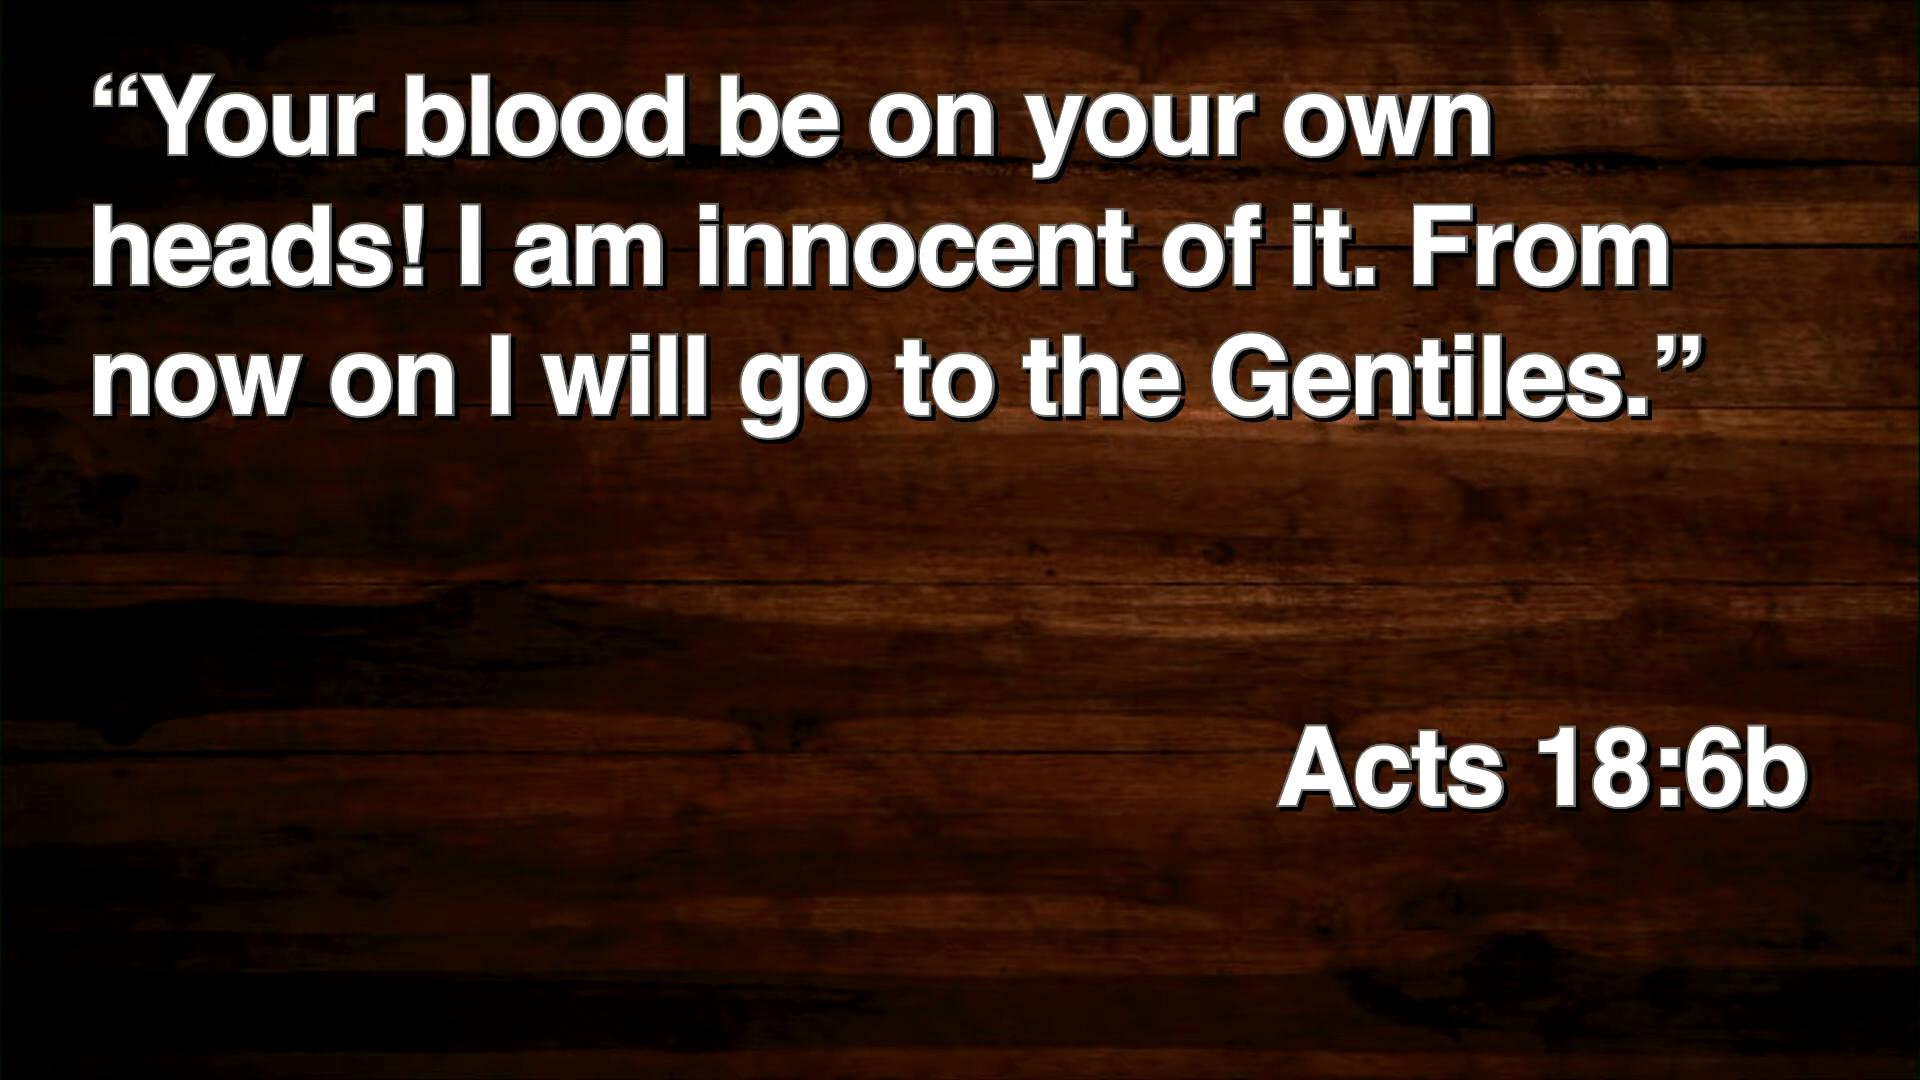 “Your blood be on your own
heads! I am innocent of it. From
now on I will go to the Gentiles.”
Acts 18:6b